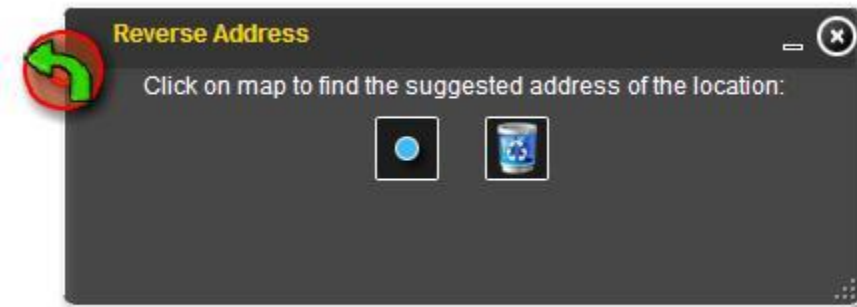 Reverse Address
Click on map to find the suggested address of the location: